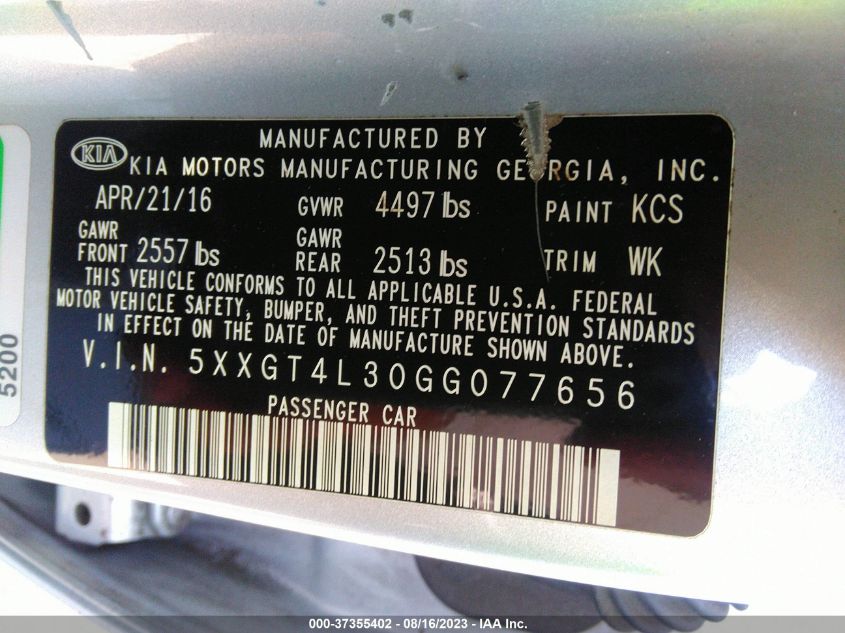 MANUFACTURED BY
KIA KIA MOTORS MANUFACTURING GEORGIA, INC.
APR/21/16 GVWR 4497 lbs PAINT KCS
GAWR GAWR
FRONT 2557 lbs REAR 2513 lbs TRIM WK
THIS VEHICLE CONFORMS TO ALL APPLICABLE U.S.A. FEDERAL
MOTOR VEHICLE SAFETY, BUMPER, AND THEFT PREVENTION STANDARDS
IN EFFECT ON THE DATE OF MANUFACTURE SHOWN ABOVE.
V.I.N. 5XXGT4L30GG077656
PASSENGER CAR
5200
000-37355402 - 08/16/2023 - IAA Inc.